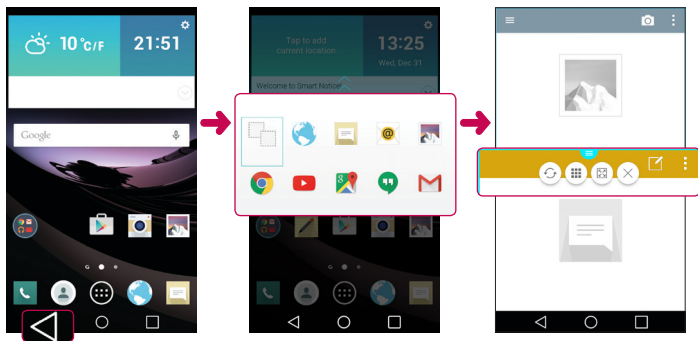 10°C/F
21:51
Google
G
Tap to add
current location
13:25
Wed, Dec 31
Welcome to Smart Notice!